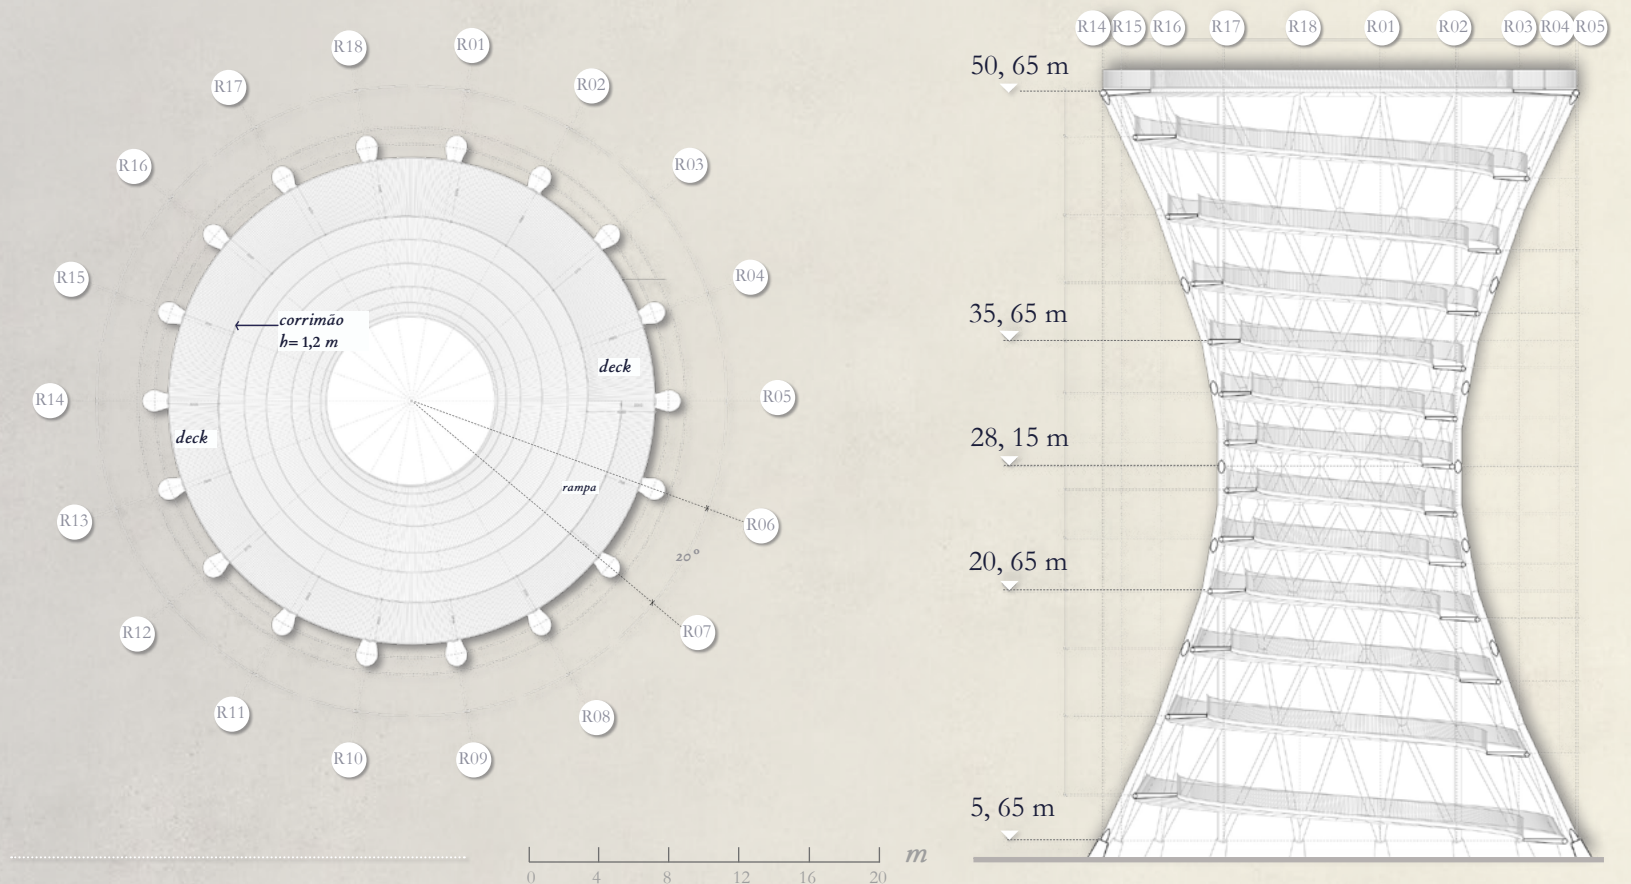 R18
R01
R17
R02
R16
R03
R15
R04
corrimão
h= 1,2 m
deck
R14
R05
deck
rampa
R13
R06
20°
R12
R07
R11
R08
R10
R09
0 4 8 12 16 20
m
R14 R15 R16 R17 R18 R01 R02 R03 R04 R05
50, 65 m
35, 65 m
28, 15 m
20, 65 m
5, 65 m